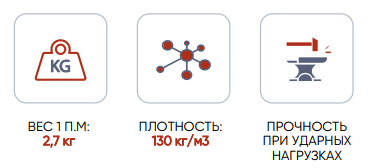 KG
ВЕС 1 П.М:
2,7 кг
ПЛОТНОСТЬ:
130 кг/м3
ПРОЧНОСТЬ
ПРИ УДАРНЫХ
НАГРУЗКАХ